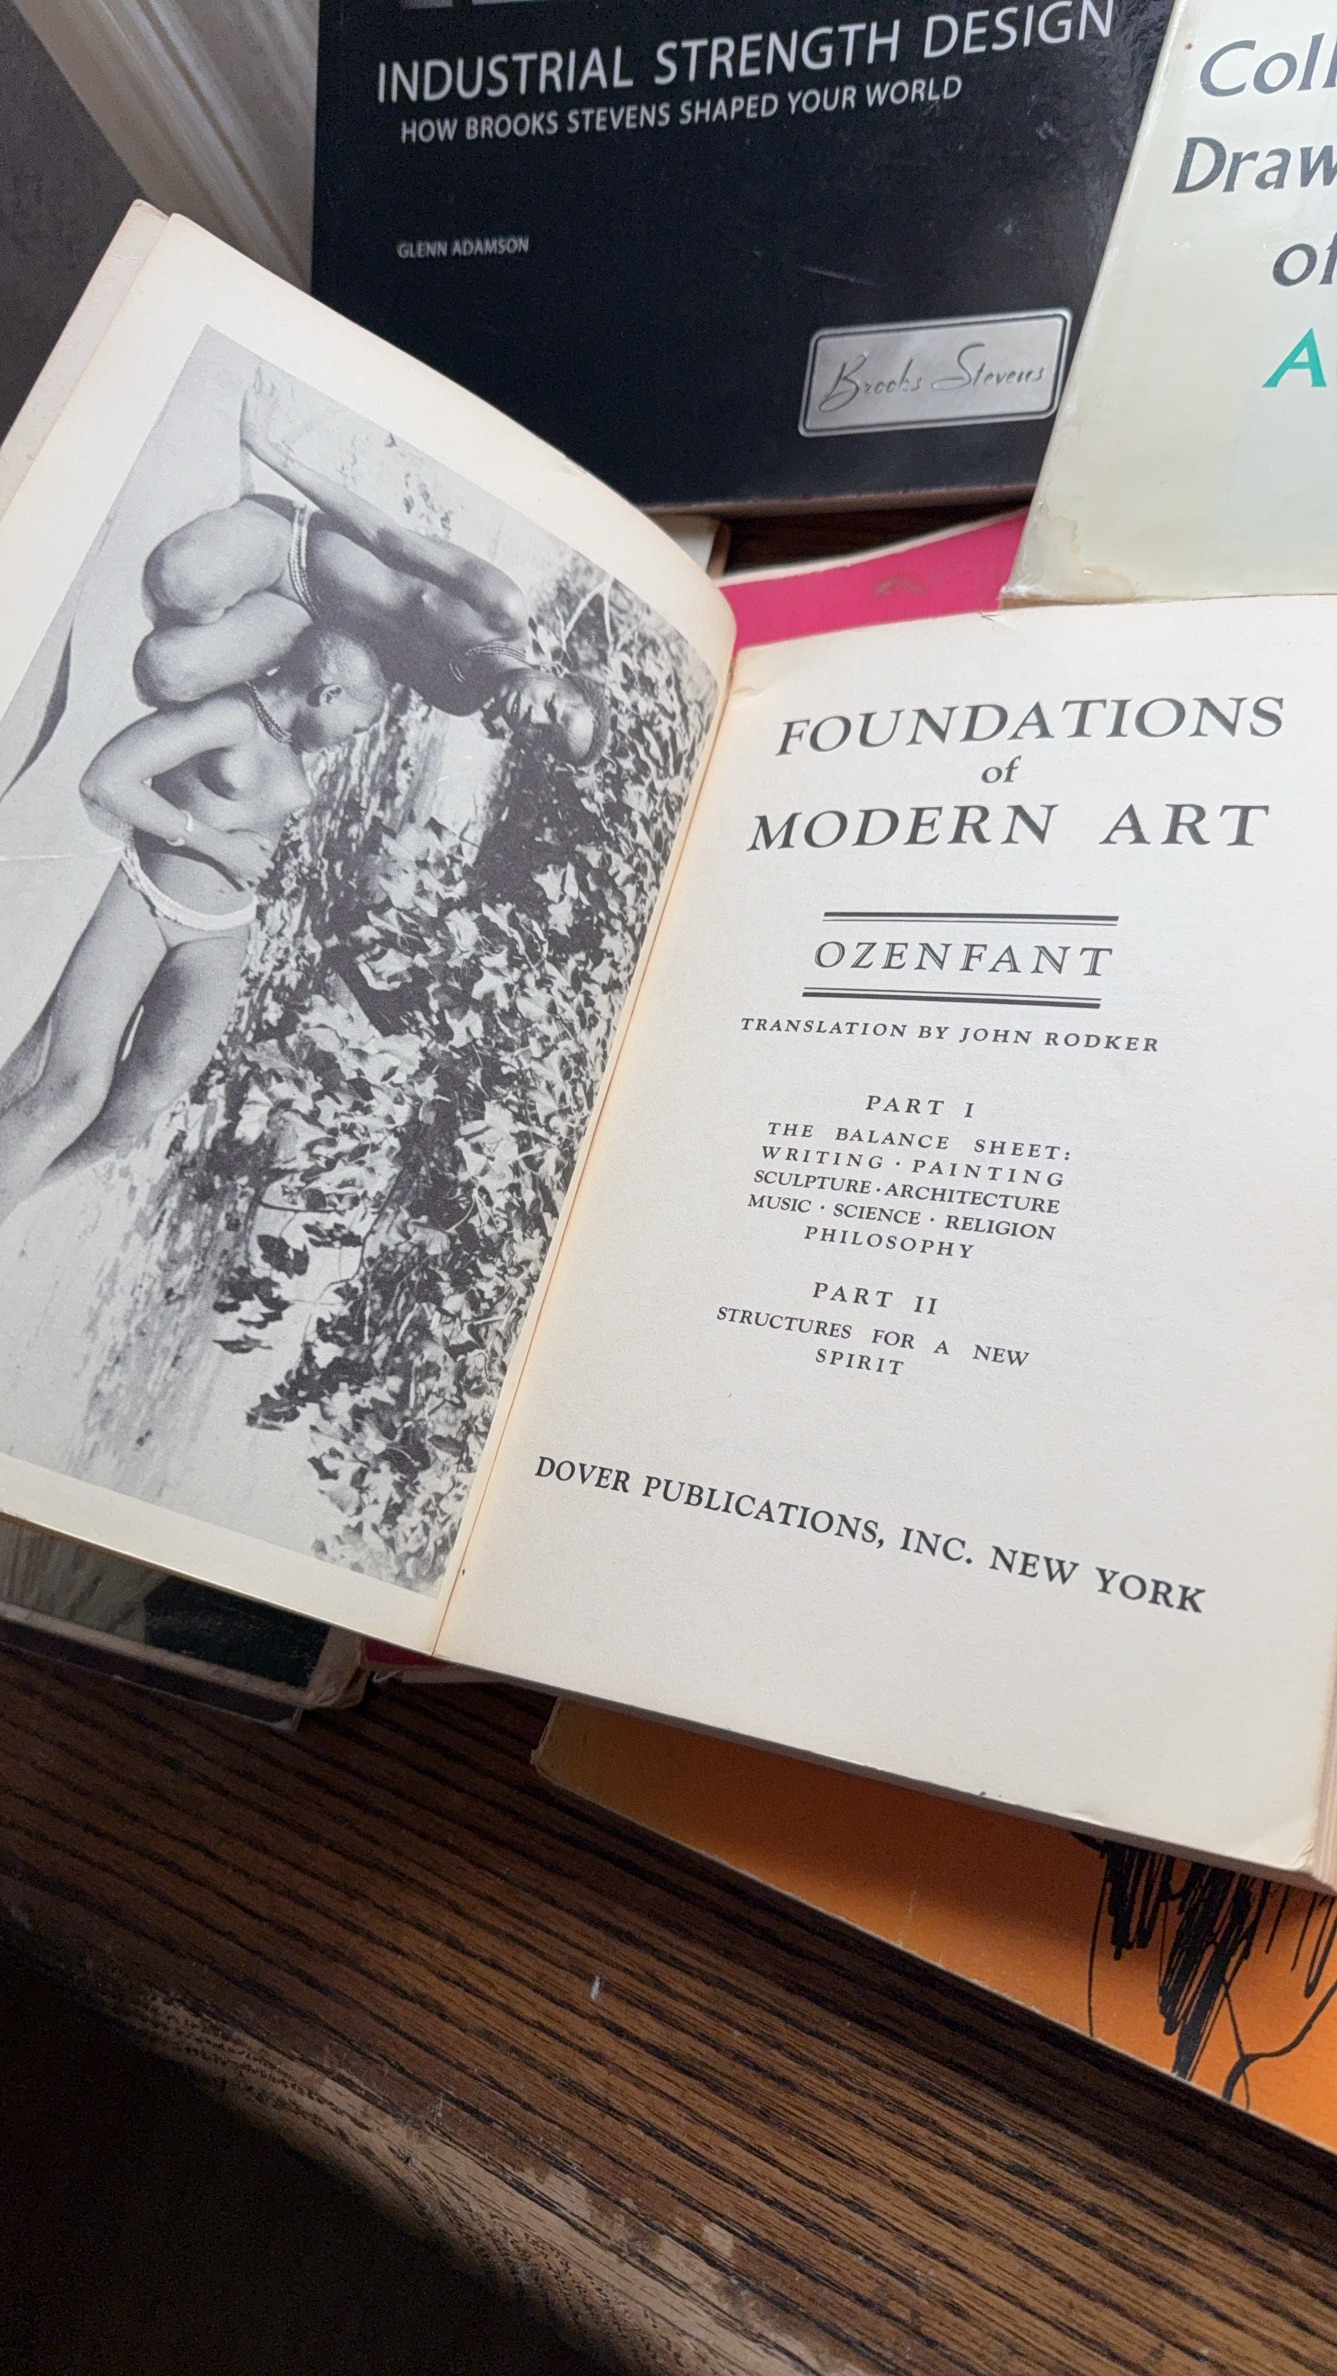 INDUSTRIAL STRENGTH DESIGN
HOW BROOKS STEVENS SHAPED YOUR WORLD
GLENN ADAMSON
Brooks Stevens
of
FOUNDATIONS
of
MODERN ART
OZENFANT
TRANSLATION BY JOHN RODKER
PART I
THE BALANCE SHEET:
WRITING · PAINTING
SCULPTURE · ARCHITECTURE
MUSIC · SCIENCE · RELIGION
PHILOSOPHY
PART II
STRUCTURES FOR A NEW
SPIRIT
DOVER PUBLICATIONS, INC. NEW YORK